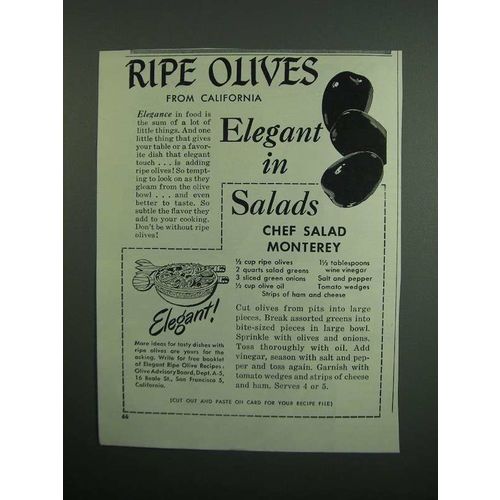 RIPE OLIVES
FROM CALIFORNIA
Elegance in food is
the sum of a lot of
little things. And one
little thing that gives
your table or a favor-
ite dish that elegant
touch . . . is adding
ripe olives! So tempt-
ing to look on as they
gleam from the olive
bowl . . . and even
better to taste. So
subtle the flavor they
add to your cooking.
Don't be without ripe
olives!
Elegant
in
Salads
CHEF SALAD
MONTEREY
½ cup ripe olives
2 quarts salad greens
3 sliced green onions
⅓ cup olive oil
1½ tablespoons
wine vinegar
Salt and pepper
Tomato wedges
Strips of ham and cheese
Cut olives from pits into large
pieces. Break assorted greens into
bite-sized pieces in large bowl.
Sprinkle with olives and onions.
Toss thoroughly with oil. Add
vinegar, season with salt and pep-
per and toss again. Garnish with
tomato wedges and strips of cheese
and ham. Serves 4 or 5.
Elegant!
More ideas for tasty dishes with
ripe olives are yours for the
asking. Write for free booklet
of Elegant Ripe Olive Recipes.
Olive Advisory Board, Dept. A-5,
16 Beale St., San Francisco 5,
California.
(CUT OUT AND PASTE ON CARD FOR YOUR RECIPE FILE)
66